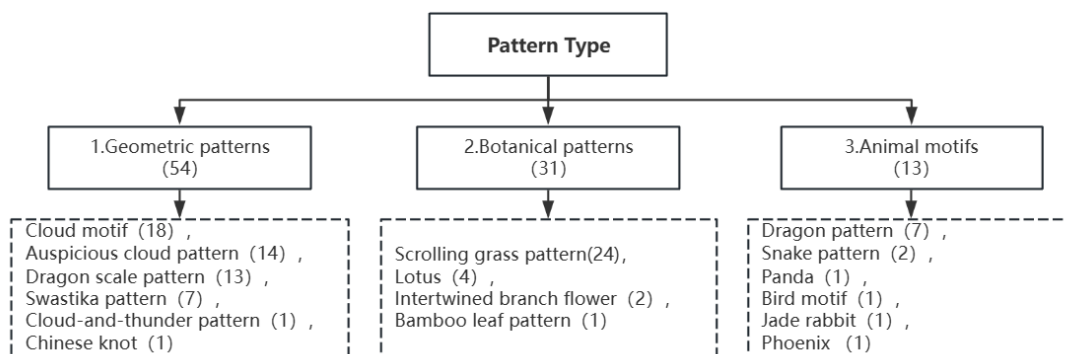 Pattern Type
1.Geometric patterns
(54)
2.Botanical patterns
(31)
3.Animal motifs
(13)
Cloud motif (18) ,
Auspicious cloud pattern (14) ,
Dragon scale pattern (13) ,
Swastika pattern (7) ,
Cloud-and-thunder pattern (1) ,
Chinese knot (1)
Scrolling grass pattern(24),
Lotus (4) ,
Intertwined branch flower (2) ,
Bamboo leaf pattern (1)
Dragon pattern (7) ,
Snake pattern (2) ,
Panda (1) ,
Bird motif (1) ,
Jade rabbit (1) ,
Phoenix (1)